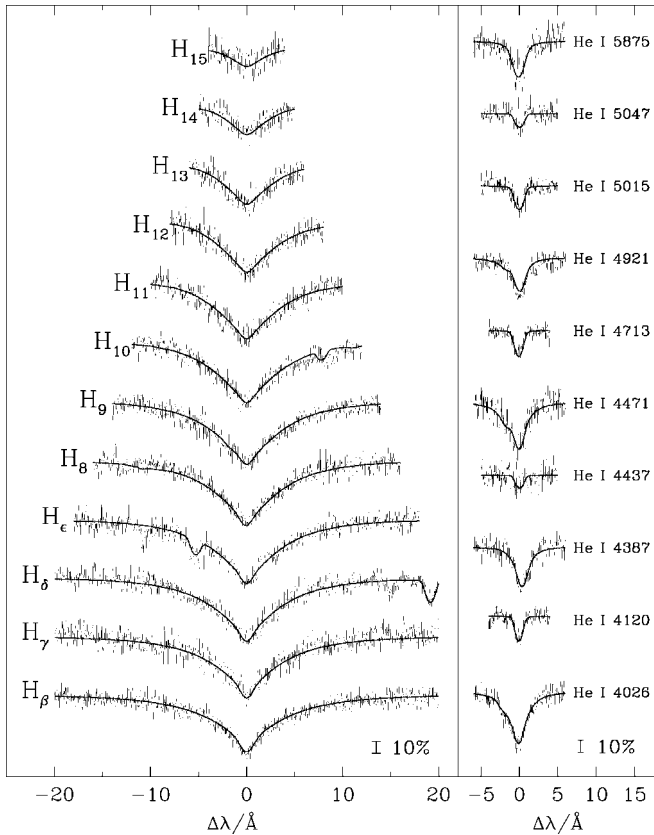 H₁₅
H₁₄
H₁₃
H₁₂
H₁₁
H₁₀
H₉
H₈
Hε
Hδ
Hγ
Hβ
I 10%
−20 −10 0 10 20
Δλ/Å
He I 5875
He I 5047
He I 5015
He I 4921
He I 4713
He I 4471
He I 4437
He I 4387
He I 4120
He I 4026
I 10%
−5 0 5 10 15
Δλ/Å